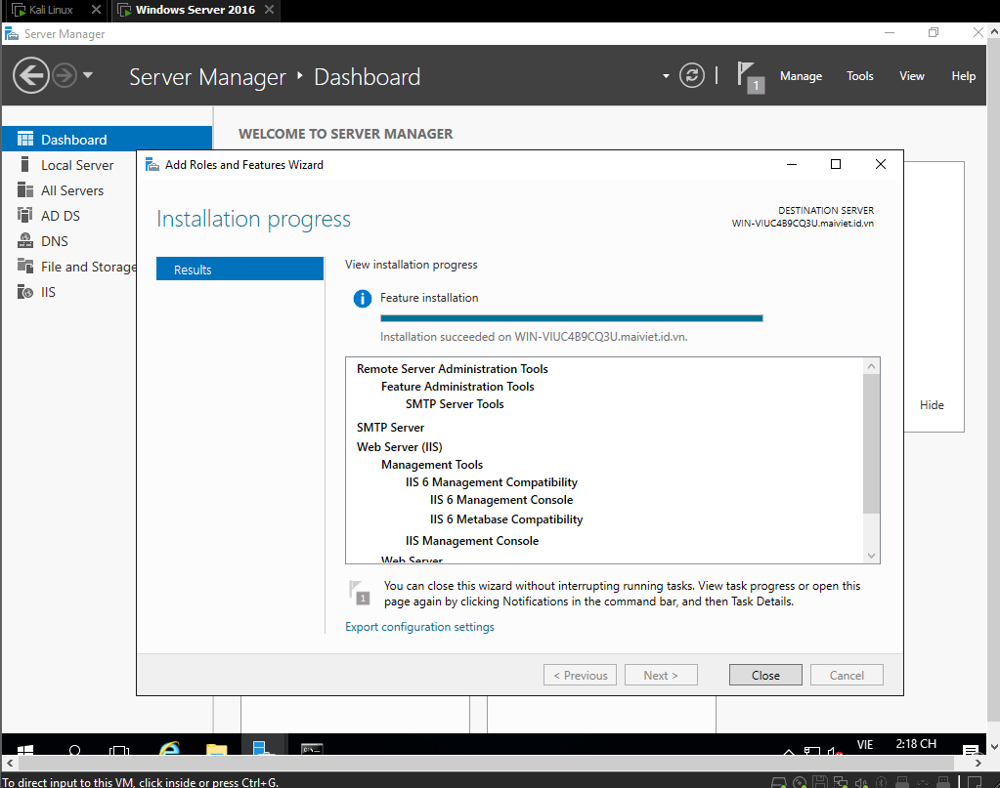 Kali Linux
Windows Server 2016
Server Manager
Server Manager
Dashboard
1
Manage
Tools
View
Help
Dashboard
Local Server
All Servers
AD DS
DNS
File and Storage
IIS
WELCOME TO SERVER MANAGER
Hide
Add Roles and Features Wizard
Installation progress
DESTINATION SERVER
WIN-VIUC4B9CQ3U.maiviet.id.vn
Results
View installation progress
Feature installation
Installation succeeded on WIN-VIUC4B9CQ3U.maiviet.id.vn.
Remote Server Administration Tools
Feature Administration Tools
SMTP Server Tools
SMTP Server
Web Server (IIS)
Management Tools
IIS 6 Management Compatibility
IIS 6 Management Console
IIS 6 Metabase Compatibility
IIS Management Console
Web Server
1
You can close this wizard without interrupting running tasks. View task progress or open this
page again by clicking Notifications in the command bar, and then Task Details.
Export configuration settings
< Previous
Next >
Close
Cancel
VIE
2:18 CH
To direct input to this VM, click inside or press Ctrl+G.